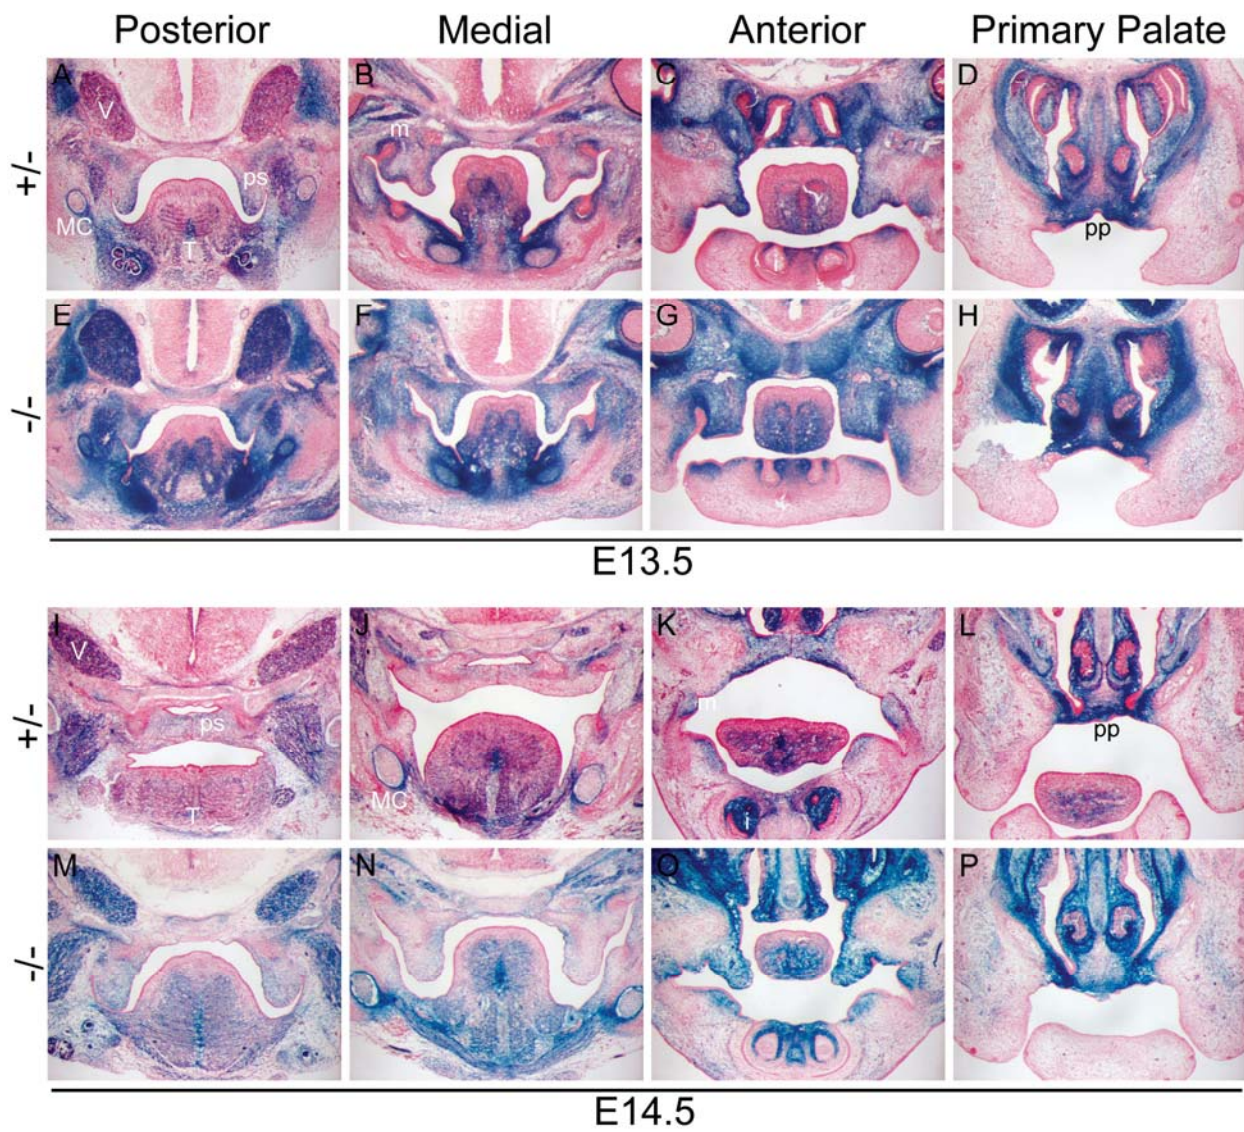 Posterior Medial Anterior Primary Palate
+/-
A V ps MC T
B m
C i
D pp
-/-
E
F
G
H
E13.5
+/-
I V ps T
J MC
K m i
L pp
-/-
M
N
O
P
E14.5